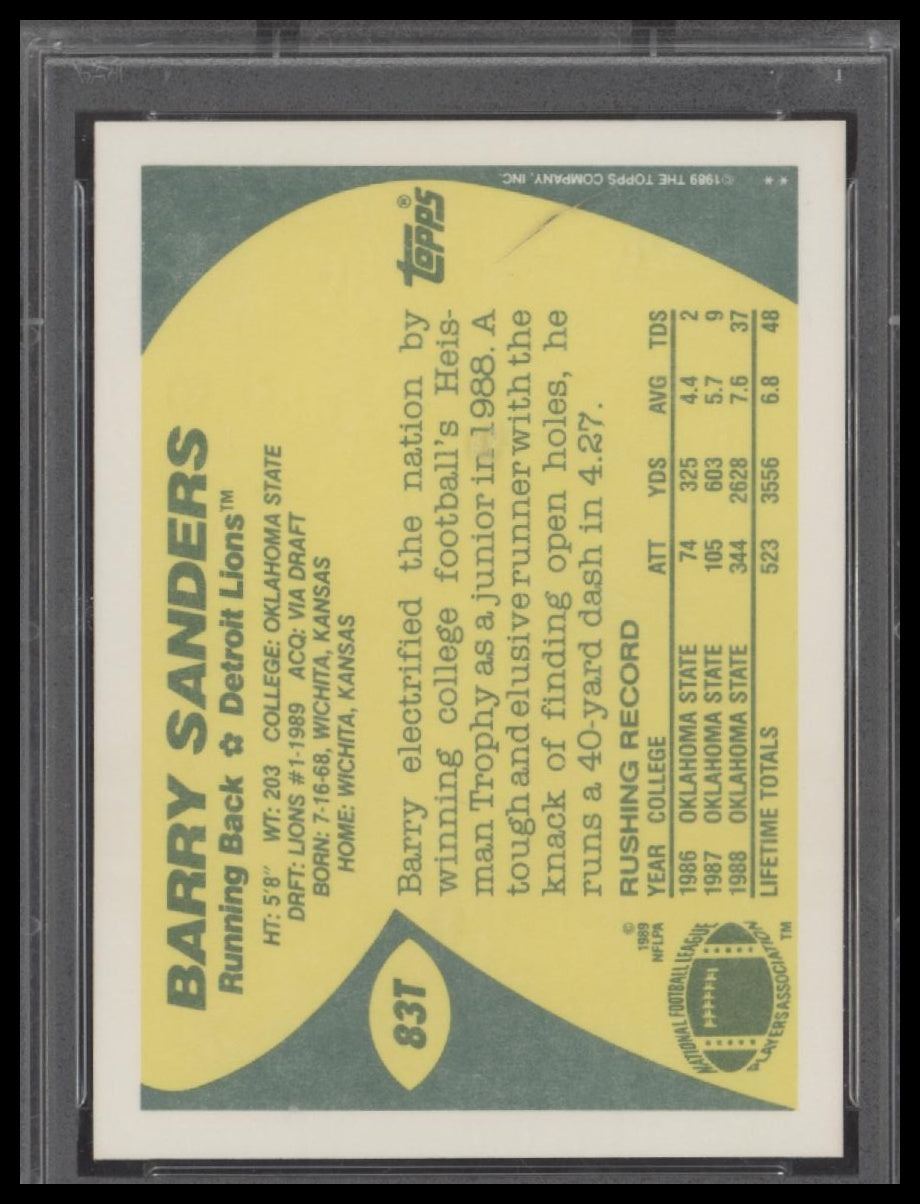 BARRY SANDERS
Running Back ✿ Detroit Lions™
HT: 5'8" WT: 203 COLLEGE: OKLAHOMA STATE
DRFT: LIONS #1-1989 ACQ: VIA DRAFT
BORN: 7-16-68, WICHITA, KANSAS
HOME: WICHITA, KANSAS
83T
Barry electrified the nation by
winning college football's Heis-
man Trophy as a junior in 1988. A
tough and elusive runner with the
knack of finding open holes, he
runs a 40-yard dash in 4.27.
topps®
RUSHING RECORD
YEAR COLLEGE ATT YDS AVG TDS
1986 OKLAHOMA STATE 74 325 4.4 2
1987 OKLAHOMA STATE 105 603 5.7 9
1988 OKLAHOMA STATE 344 2628 7.6 37
LIFETIME TOTALS 523 3556 6.8 48
©
1989
NFLPA
NATIONAL FOOTBALL LEAGUE
PLAYERS ASSOCIATION
TM
** ©1989 THE TOPPS COMPANY, INC.